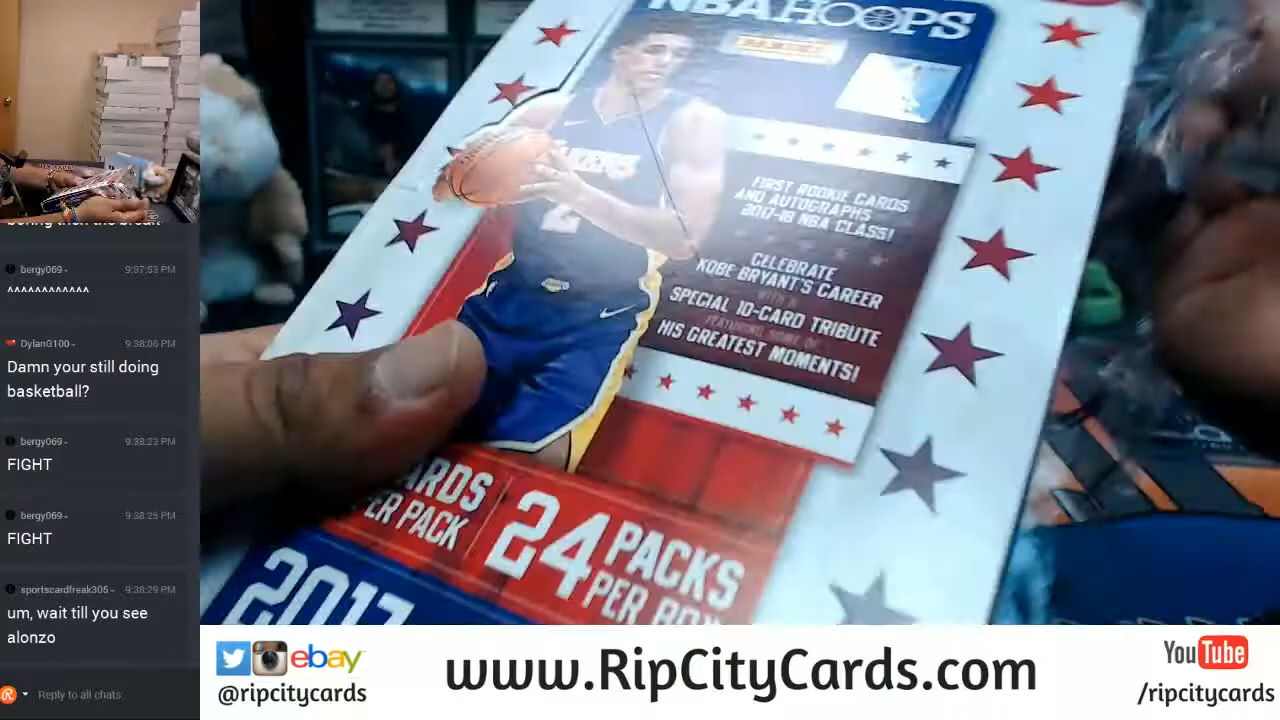 bergy069- 9:37:53 PM
^^^^^^^^^^^^
DylanG100- 9:38:06 PM
Damn your still doing
basketball?
bergy069- 9:38:23 PM
FIGHT
bergy069- 9:38:25 PM
FIGHT
sportscardfreak305- 9:38:29 PM
um, wait till you see
alonzo
Reply to all chats:
NBA HOOPS
PANINI
2
FIRST ROOKIE CARDS
AND AUTOGRAPHS
2017-18 NBA CLASS!
CELEBRATE
KOBE BRYANT'S CAREER
WITH A
SPECIAL 10-CARD TRIBUTE
FEATURING SOME OF
HIS GREATEST MOMENTS!
ARDS
ER PACK
24 PACKS
PER BOX
2017
ebay
@ripcitycards
www.RipCityCards.com
YouTube
/ripcitycards